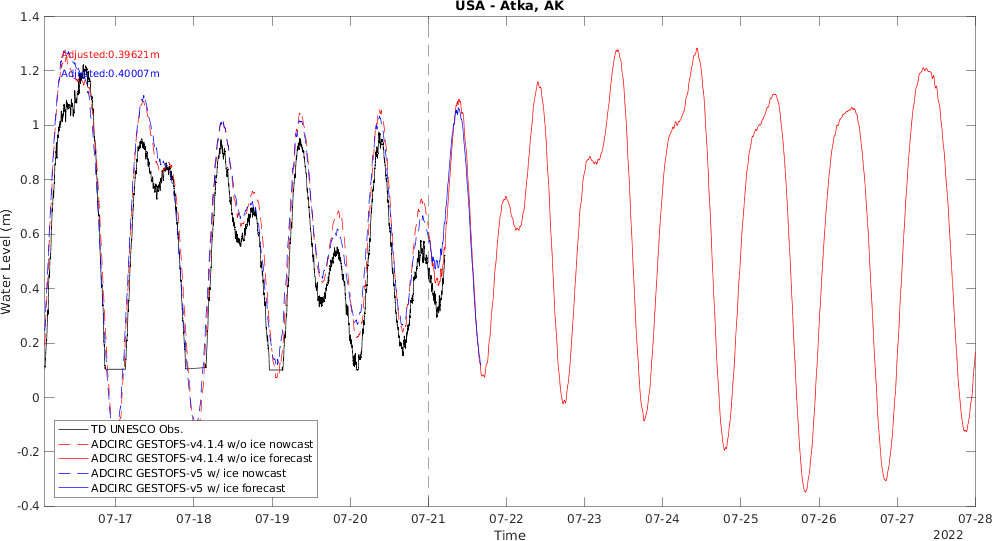 USA - Atka, AK
1.4
1.2
1
0.8
0.6
0.4
0.2
0
-0.2
-0.4
Water Level (m)
Adjusted:0.39621m
Adjusted:0.40007m
TD UNESCO Obs.
ADCIRC GESTOFS-v4.1.4 w/o ice nowcast
ADCIRC GESTOFS-v4.1.4 w/o ice forecast
ADCIRC GESTOFS-v5 w/ ice nowcast
ADCIRC GESTOFS-v5 w/ ice forecast
07-17 07-18 07-19 07-20 07-21 07-22 07-23 07-24 07-25 07-26 07-27 07-28
Time
2022